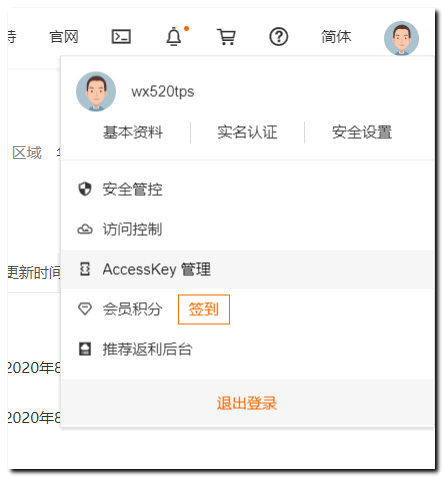 官网 简体
wx520tps
基本资料 实名认证 安全设置
区域
安全管控
访问控制
更新时间 AccessKey 管理
会员积分 签到
推荐返利后台
2020年8
退出登录
2020年8